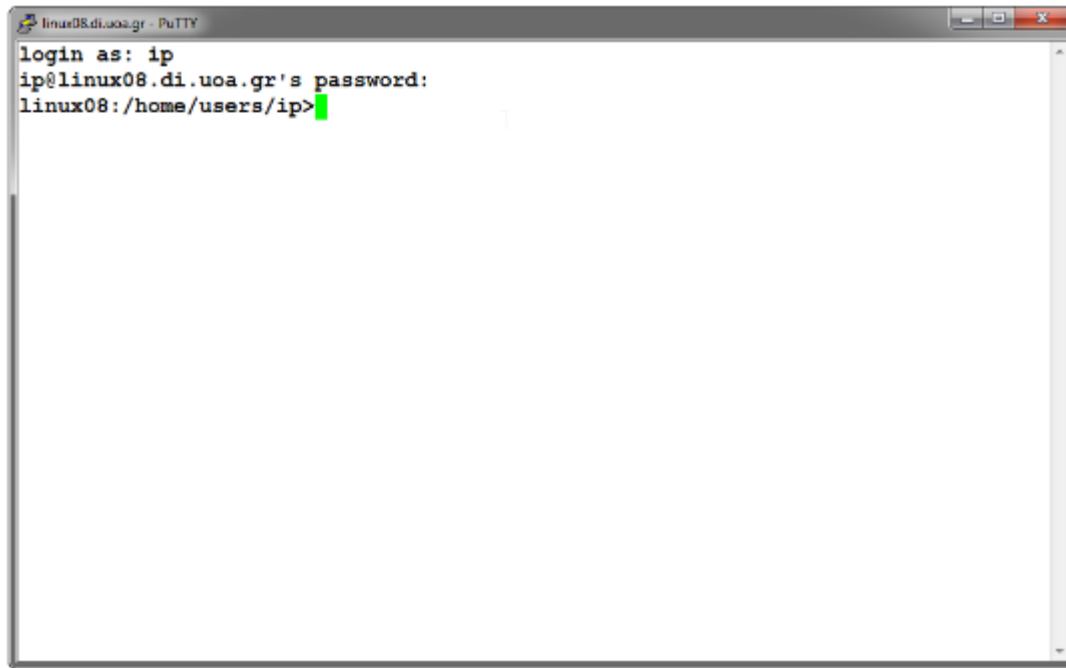 linux08.di.uoa.gr - PuTTY
login as: ip
ip@linux08.di.uoa.gr's password:
linux08:/home/users/ip>